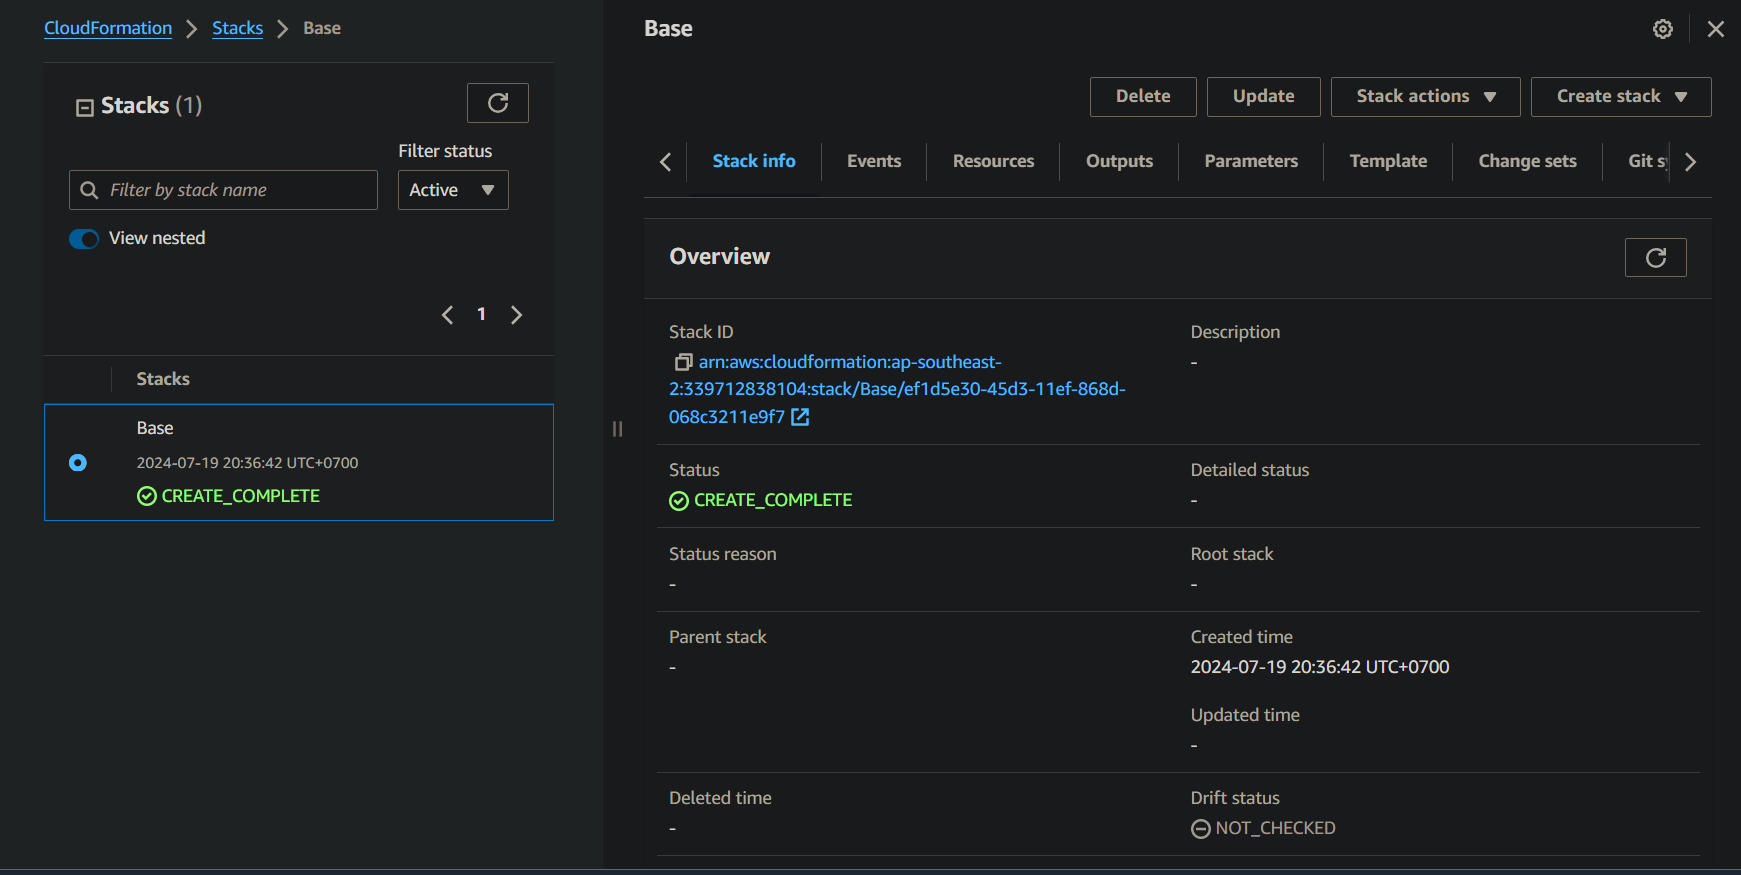 CloudFormation > Stacks > Base
Stacks (1)
Filter status
Filter by stack name
Active
View nested
1
Stacks
Base
2024-07-19 20:36:42 UTC+0700
CREATE_COMPLETE
Base
Delete
Update
Stack actions
Create stack
Stack info
Events
Resources
Outputs
Parameters
Template
Change sets
Git s
Overview
Stack ID
arn:aws:cloudformation:ap-southeast-
2:339712838104:stack/Base/ef1d5e30-45d3-11ef-868d-
068c3211e9f7
Description
-
Status
CREATE_COMPLETE
Detailed status
-
Status reason
-
Root stack
-
Parent stack
-
Created time
2024-07-19 20:36:42 UTC+0700
Updated time
-
Deleted time
-
Drift status
NOT_CHECKED